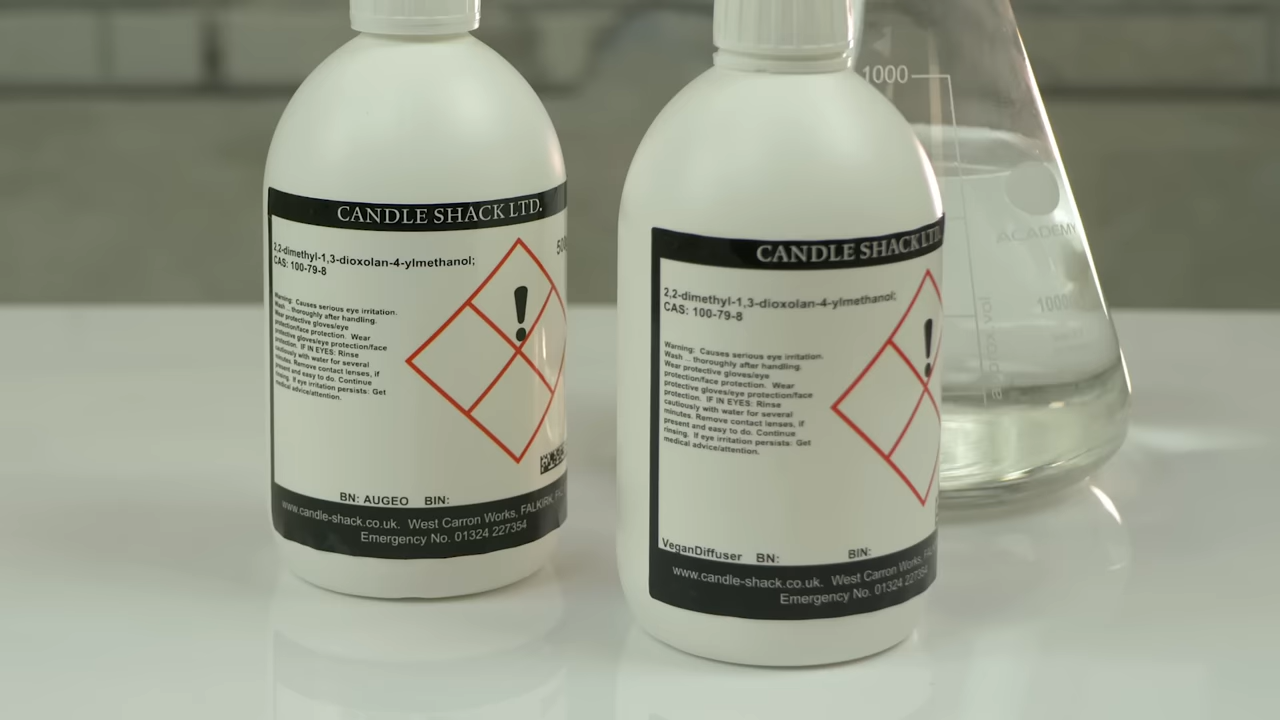 CANDLE SHACK LTD.
2,2-dimethyl-1,3-dioxolan-4-ylmethanol;
CAS: 100-79-8
Warning: Causes serious eye irritation.
Wash ... thoroughly after handling.
Wear protective gloves/eye
protection/face protection. Wear
protective gloves/eye protection/face
protection. IF IN EYES: Rinse
cautiously with water for several
minutes. Remove contact lenses, if
present and easy to do. Continue
rinsing. If eye irritation persists: Get
medical advice/attention.
BN: AUGEO BIN:
www.candle-shack.co.uk. West Carron Works, FALKIRK,
Emergency No. 01324 227354
CANDLE SHACK LTD.
2,2-dimethyl-1,3-dioxolan-4-ylmethanol;
CAS: 100-79-8
Warning: Causes serious eye irritation.
Wash ... thoroughly after handling.
Wear protective gloves/eye
protection/face protection. Wear
protective gloves/eye protection/face
protection. IF IN EYES: Rinse
cautiously with water for several
minutes. Remove contact lenses, if
present and easy to do. Continue
rinsing. If eye irritation persists: Get
medical advice/attention.
VeganDiffuser BN: BIN:
www.candle-shack.co.uk. West Carron Works,
Emergency No. 01324 227354
1000
ACADEMY